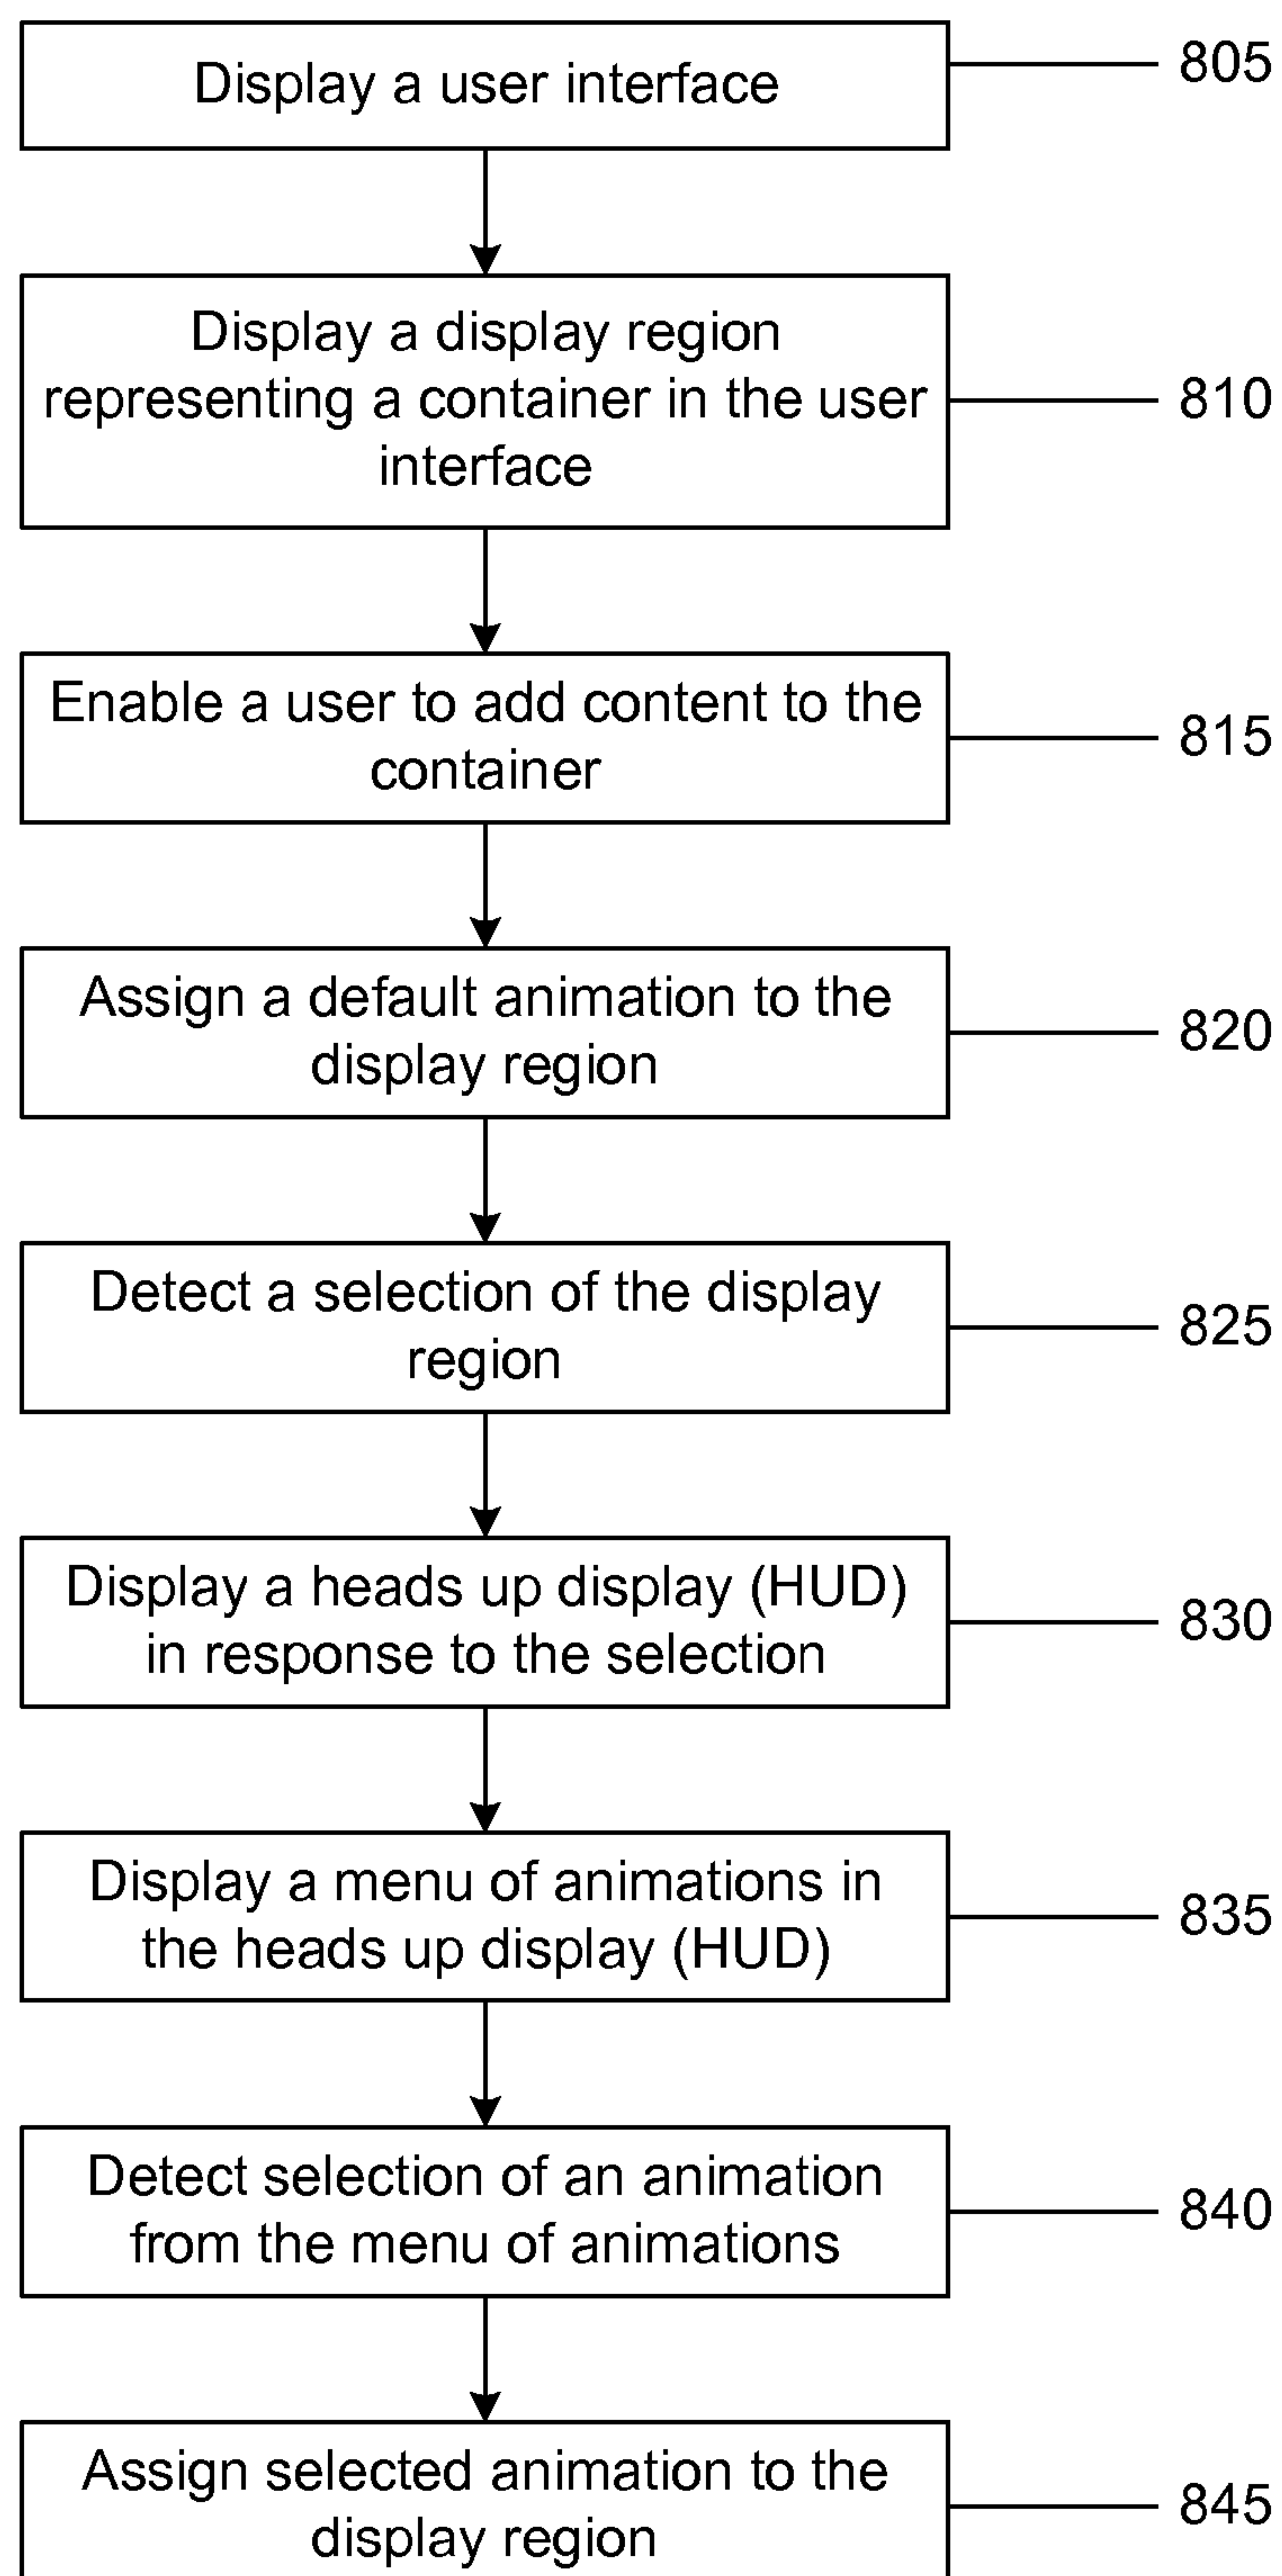 Display a user interface
805
Display a display region
representing a container in the user
interface
810
Enable a user to add content to the
container
815
Assign a default animation to the
display region
820
Detect a selection of the display
region
825
Display a heads up display (HUD)
in response to the selection
830
Display a menu of animations in
the heads up display (HUD)
835
Detect selection of an animation
from the menu of animations
840
Assign selected animation to the
display region
845